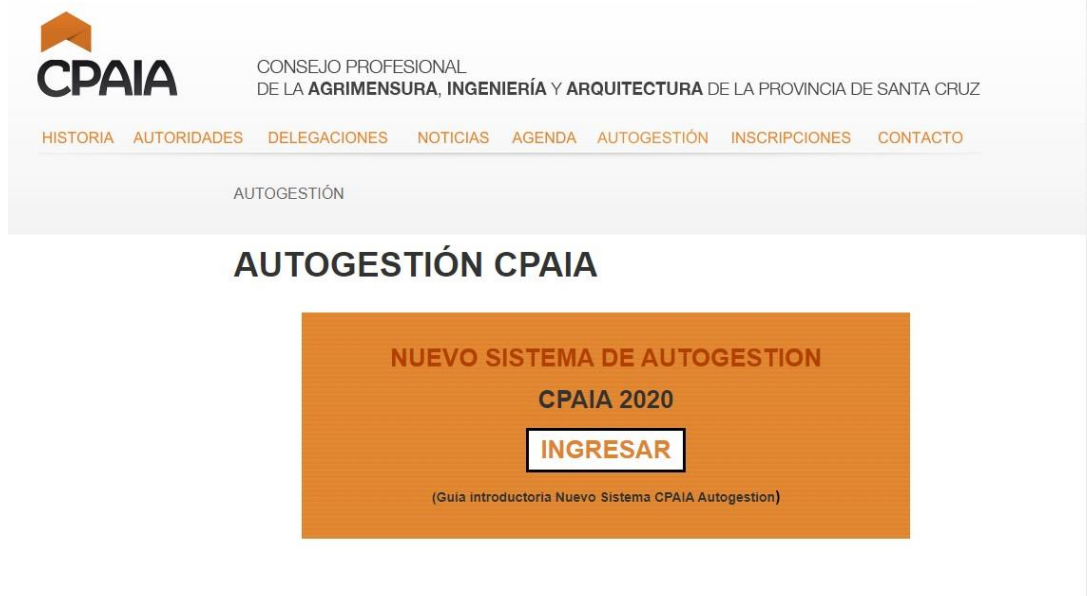 CPAIA
CONSEJO PROFESIONAL
DE LA AGRIMENSURA, INGENIERÍA Y ARQUITECTURA DE LA PROVINCIA DE SANTA CRUZ
HISTORIA AUTORIDADES DELEGACIONES NOTICIAS AGENDA AUTOGESTIÓN INSCRIPCIONES CONTACTO
AUTOGESTIÓN
AUTOGESTIÓN CPAIA
NUEVO SISTEMA DE AUTOGESTION
CPAIA 2020
INGRESAR
(Guia introductoria Nuevo Sistema CPAIA Autogestion)